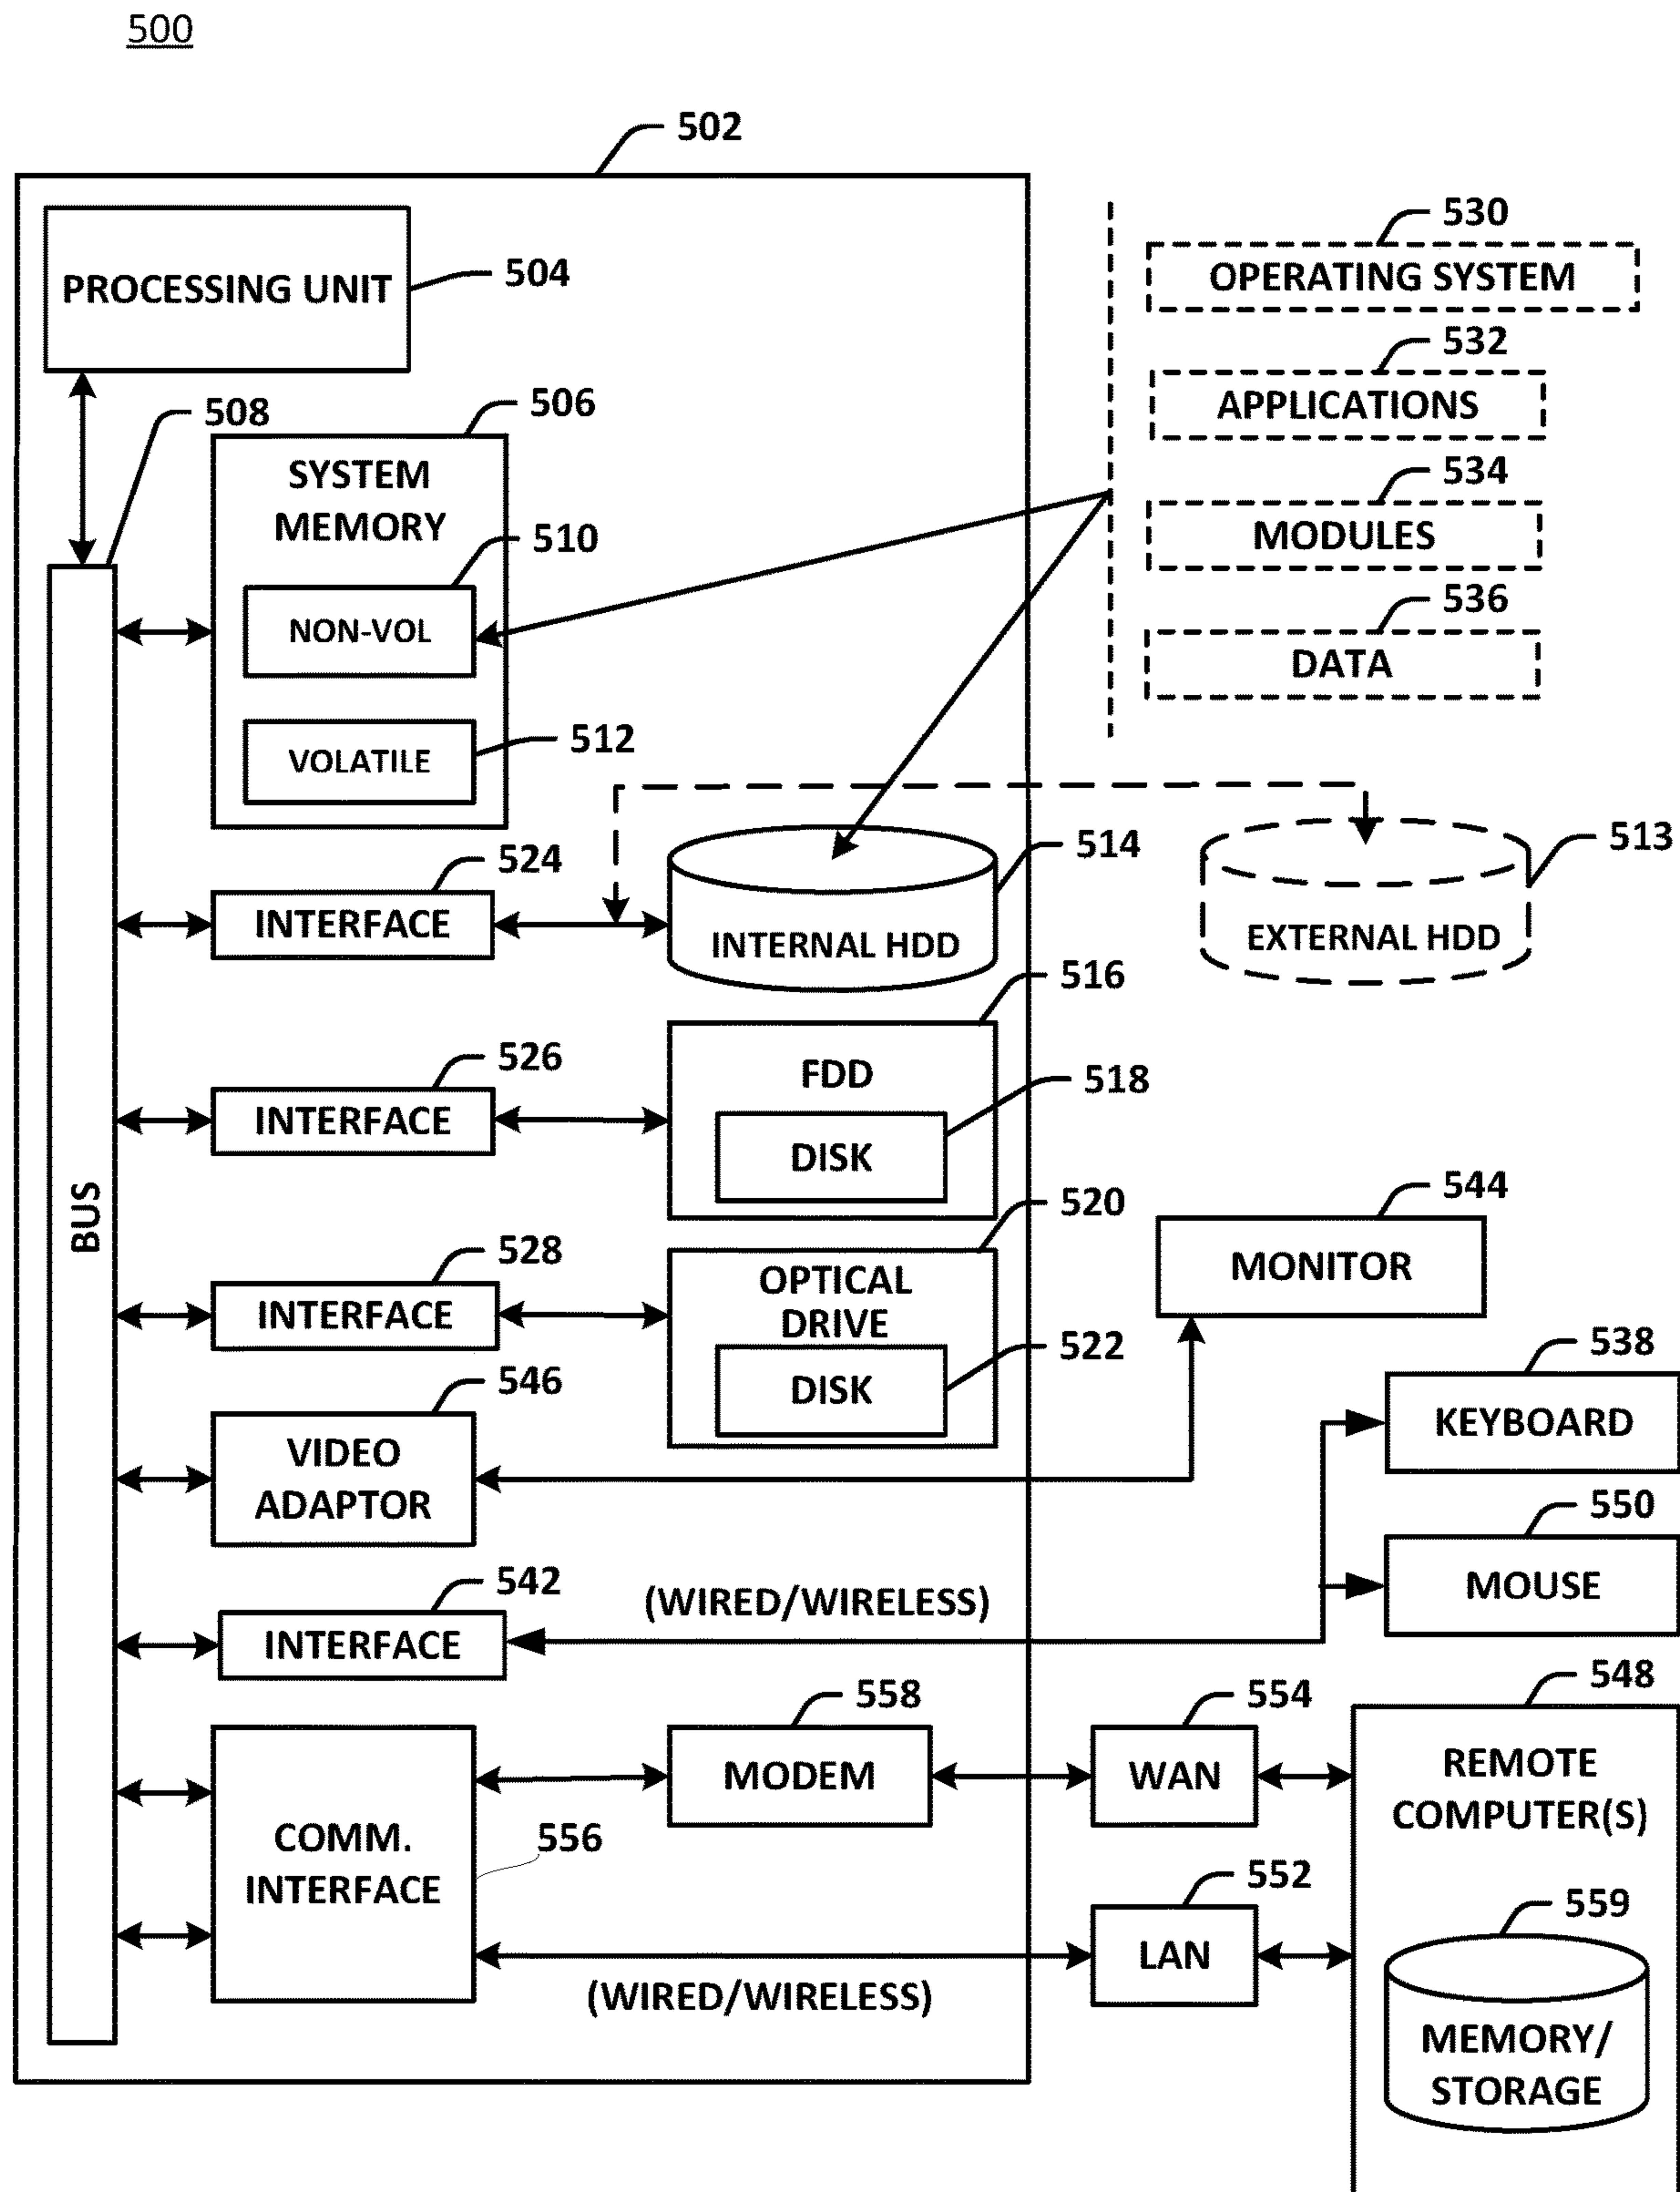 500
502
PROCESSING UNIT
504
530
OPERATING SYSTEM
532
APPLICATIONS
534
MODULES
536
DATA
508
506
SYSTEM
MEMORY
510
NON-VOL
512
VOLATILE
524
INTERFACE
514
INTERNAL HDD
513
EXTERNAL HDD
526
INTERFACE
516
FDD
518
DISK
BUS
528
INTERFACE
520
OPTICAL
DRIVE
522
DISK
544
MONITOR
546
VIDEO
ADAPTOR
538
KEYBOARD
550
MOUSE
542
INTERFACE
(WIRED/WIRELESS)
558
MODEM
554
WAN
548
REMOTE
COMPUTER(S)
COMM.
INTERFACE
556
552
LAN
(WIRED/WIRELESS)
559
MEMORY/
STORAGE